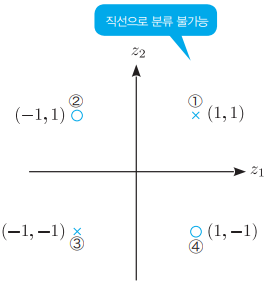 직선으로 분류 불가능
z₂
② ①
(−1, 1) ○ × (1, 1)
z₁
(−1, −1) × ○ (1, −1)
③ ④